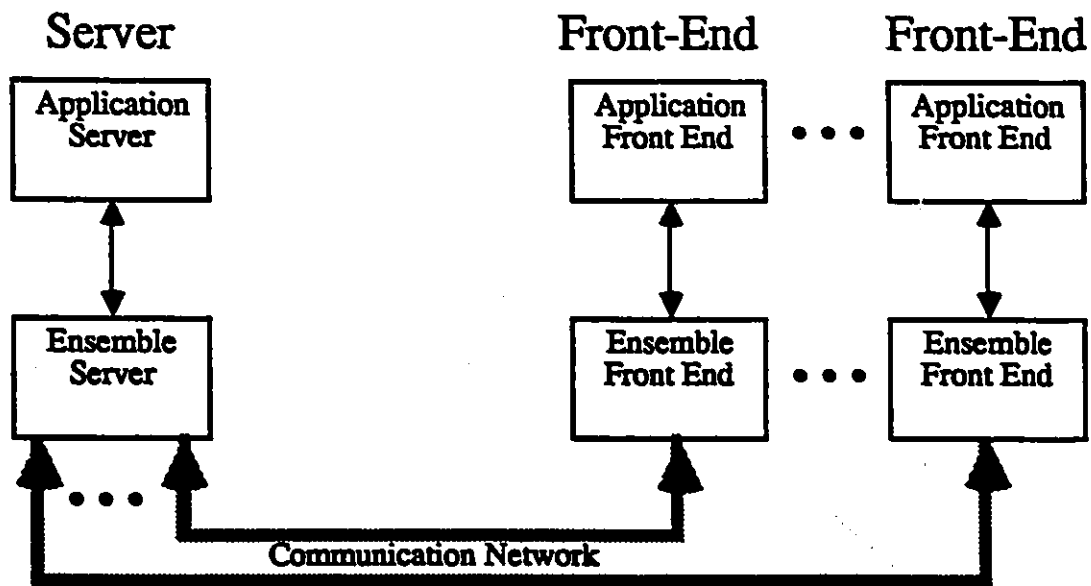 Server
Front-End
Front-End
Application
Server
Application
Front End
Application
Front End
Ensemble
Server
Ensemble
Front End
Ensemble
Front End
Communication Network